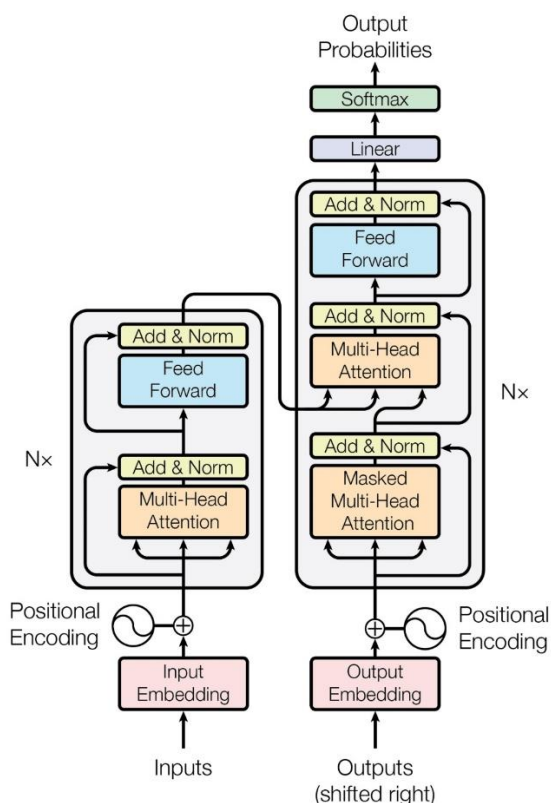 Output
Probabilities
Softmax
Linear
Add & Norm
Feed
Forward
Add & Norm
Multi-Head
Attention
Add & Norm
Masked
Multi-Head
Attention
Nx
Positional
Encoding
Output
Embedding
Outputs
(shifted right)
Add & Norm
Feed
Forward
Add & Norm
Multi-Head
Attention
N×
Positional
Encoding
Input
Embedding
Inputs